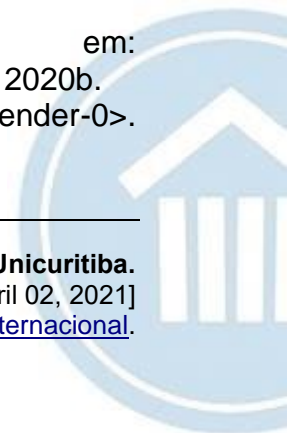 em:
2020b.
ender-0>.
Unicuritiba.
ril 02, 2021]
ternacional.